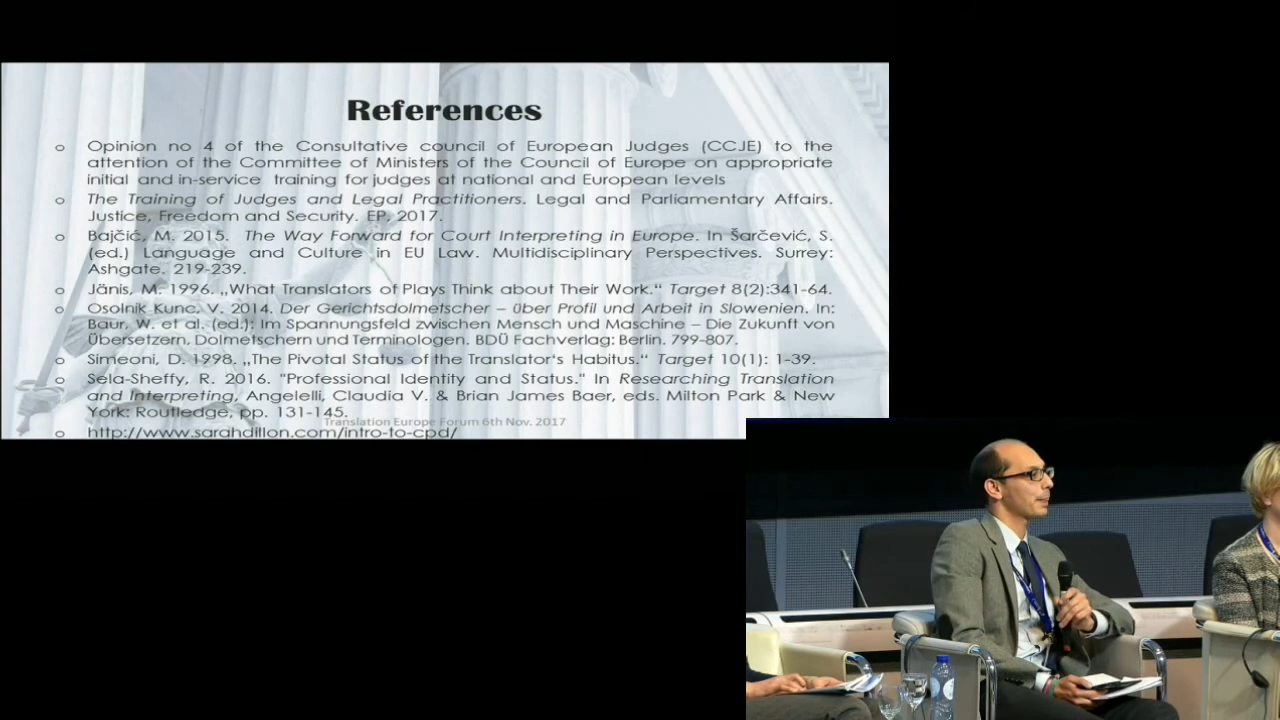 References
o Opinion no 4 of the Consultative council of European Judges (CCJE) to the
attention of the Committee of Ministers of the Council of Europe on appropriate
initial and in-service training for judges at national and European levels
o The Training of Judges and Legal Practitioners. Legal and Parliamentary Affairs.
Justice, Freedom and Security. EP. 2017.
o Bajčić, M. 2015. The Way Forward for Court Interpreting in Europe. In Šarčević, S.
(ed.) Language and Culture in EU Law. Multidisciplinary Perspectives. Surrey:
Ashgate. 219-239.
o Jänis, M. 1996. „What Translators of Plays Think about Their Work.“ Target 8(2):341-64.
o Osolnik Kunc, V. 2014. Der Gerichtsdolmetscher – über Profil und Arbeit in Slowenien. In:
Baur, W. et al. (ed.): Im Spannungsfeld zwischen Mensch und Maschine – Die Zukunft von
Übersetzern, Dolmetschern und Terminologen. BDÜ Fachverlag: Berlin. 799-807.
o Simeoni, D. 1998. „The Pivotal Status of the Translator‘s Habitus.“ Target 10(1): 1-39.
o Sela-Sheffy, R. 2016. "Professional Identity and Status." In Researching Translation
and Interpreting, Angelelli, Claudia V. & Brian James Baer, eds. Milton Park & New
York: Routledge, pp. 131-145.
Translation Europe Forum 6th Nov. 2017
o http://www.sarahdillon.com/intro-to-cpd/